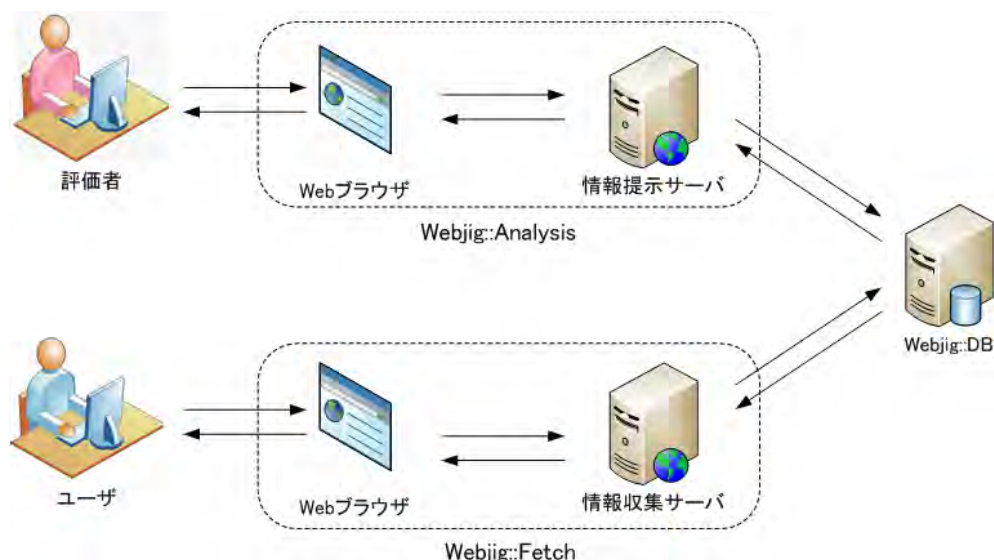 評価者
Webブラウザ
情報提示サーバ
Webjig::Analysis
Webjig::DB
ユーザ
Webブラウザ
情報収集サーバ
Webjig::Fetch